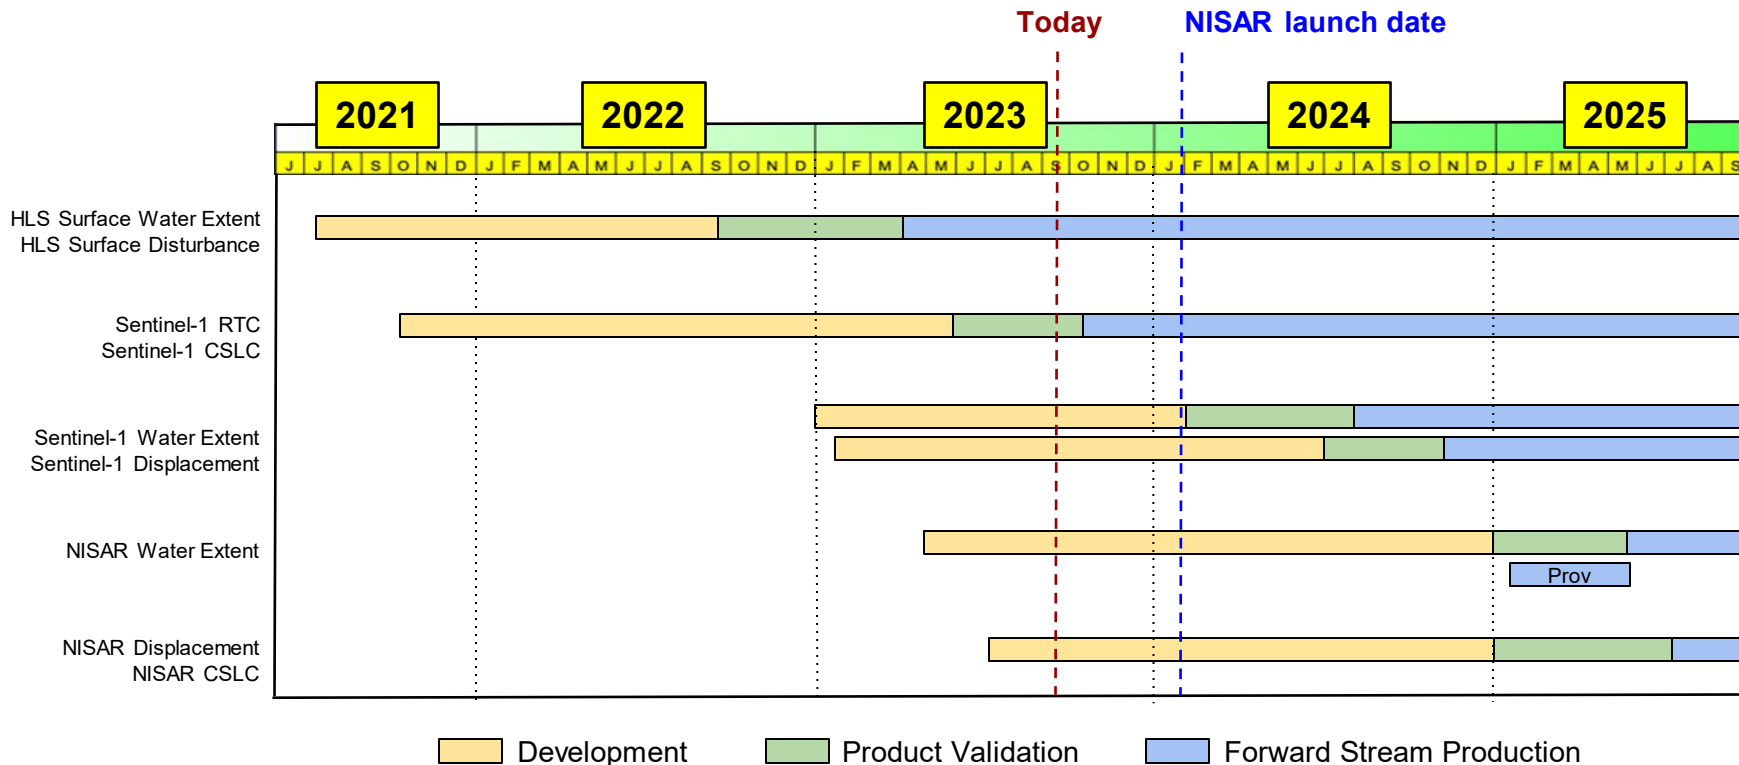 Today
NISAR launch date
2021 2022 2023 2024 2025
J J A S O N D J F M A M J J A S O N D J F M A M J J A S O N D J F M A M J J A S O N D J F M A M J J A S
HLS Surface Water Extent
HLS Surface Disturbance
Sentinel-1 RTC
Sentinel-1 CSLC
Sentinel-1 Water Extent
Sentinel-1 Displacement
NISAR Water Extent
Prov
NISAR Displacement
NISAR CSLC
Development
Product Validation
Forward Stream Production